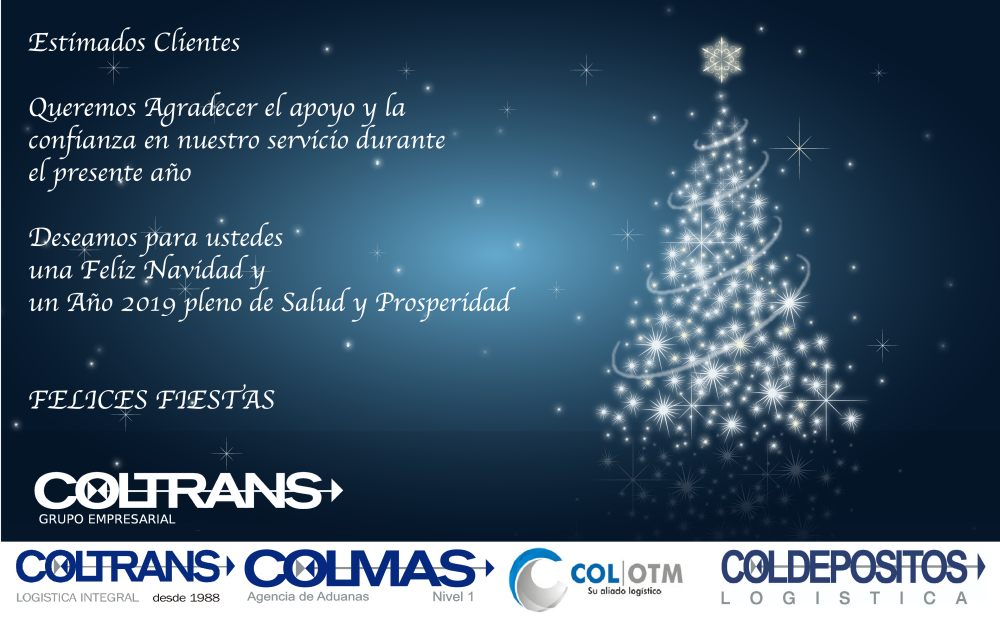 Estimados Clientes
Queremos Agradecer el apoyo y la
confianza en nuestro servicio durante
el presente año
Deseamos para ustedes
una Feliz Navidad y
un Año 2019 pleno de Salud y Prosperidad
FELICES FIESTAS
COLTRANS
GRUPO EMPRESARIAL
COLTRANS
LOGISTICA INTEGRAL desde 1988
COLMAS
Agencia de Aduanas Nivel 1
COL|OTM
Su aliado logístico
COLDEPOSITOS
LOGISTICA